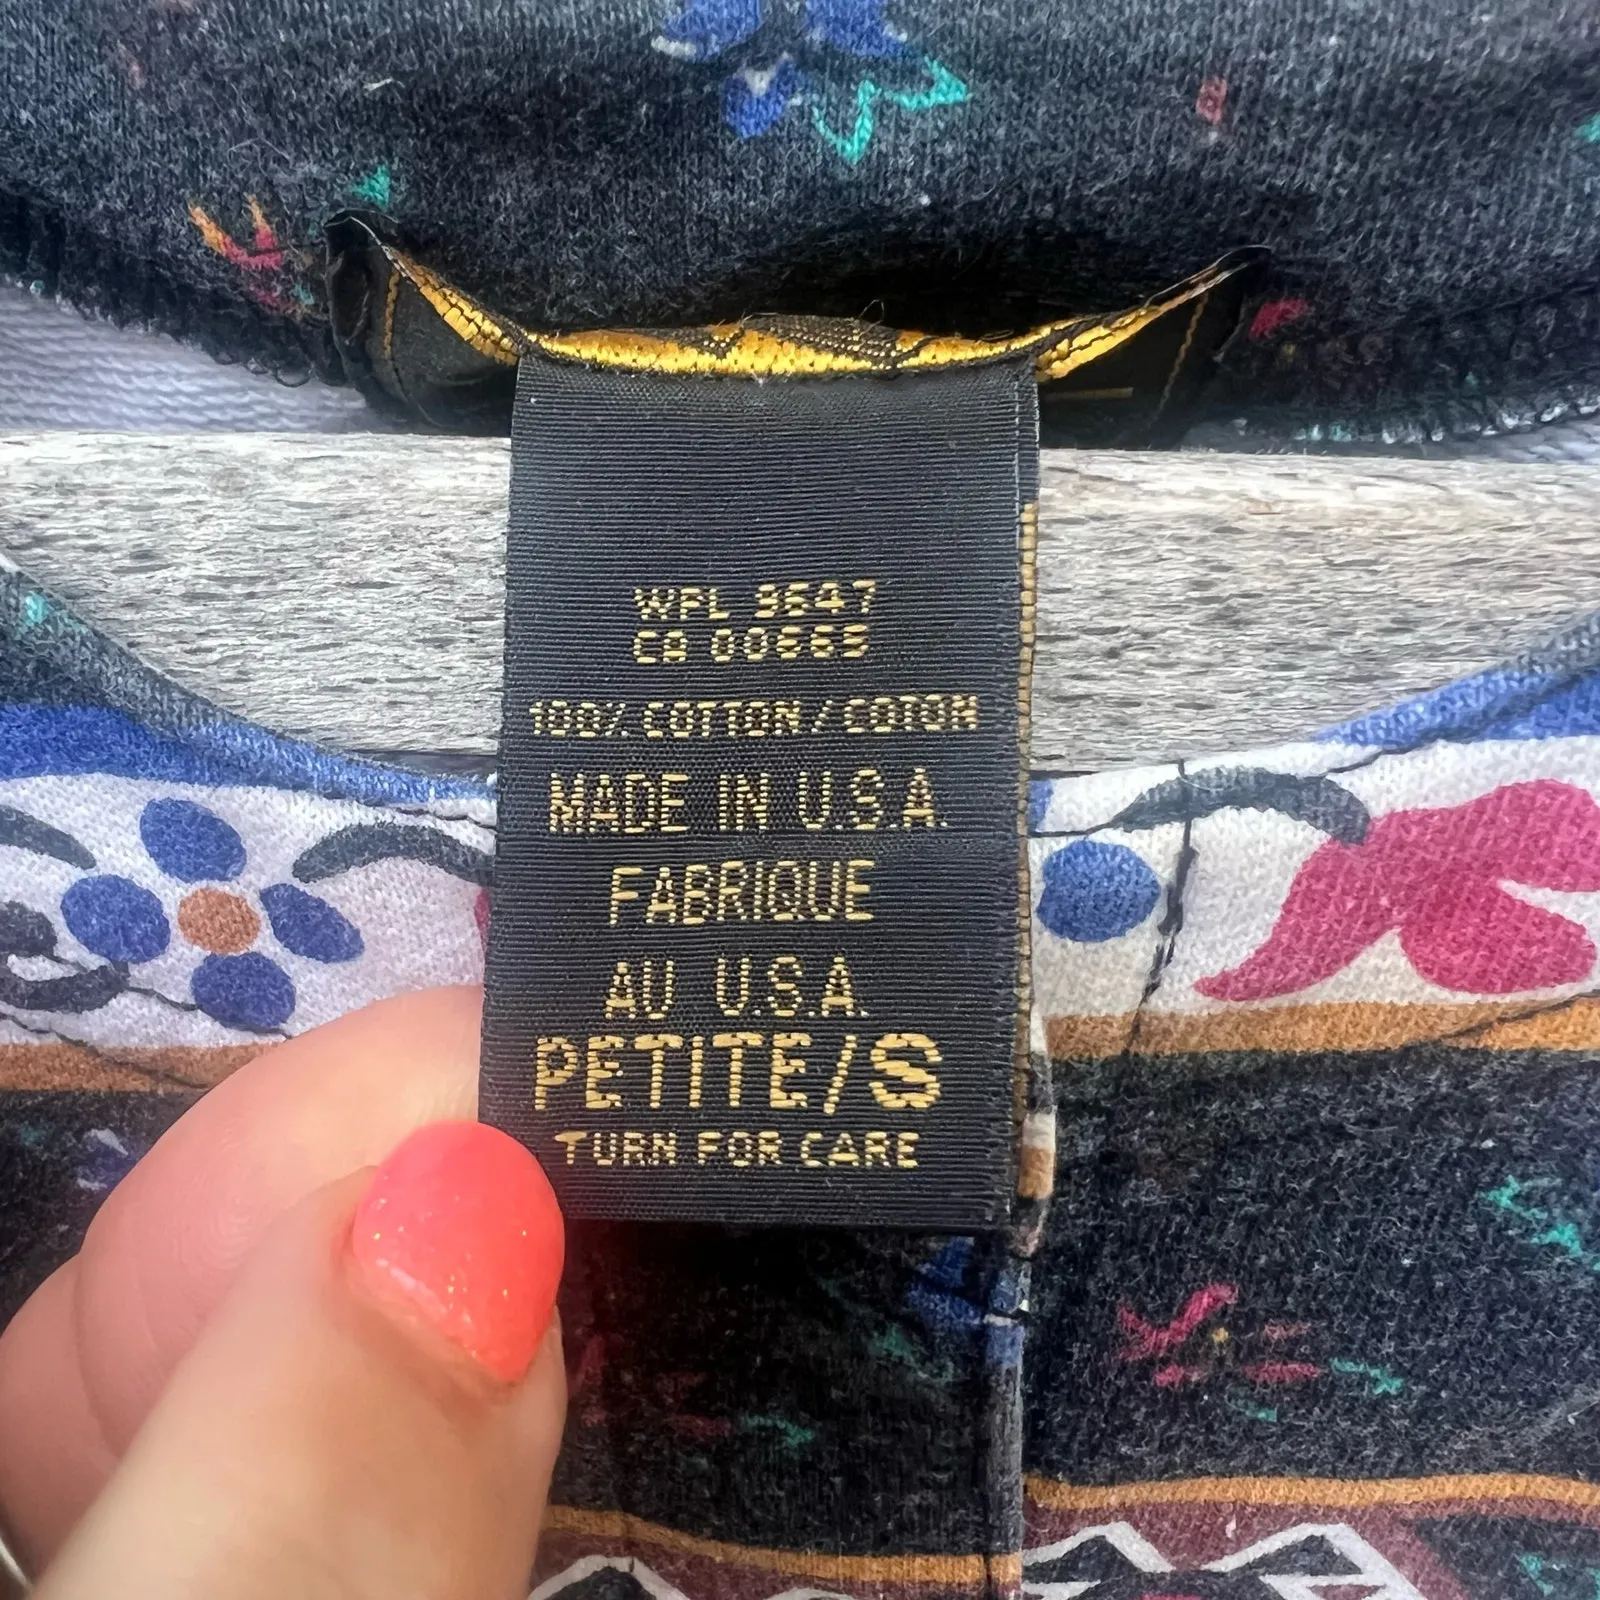 WPL 9647
CA 00665
100% COTTON / COTON
MADE IN U.S.A.
FABRIQUE
AU U.S.A.
PETITE/S
TURN FOR CARE